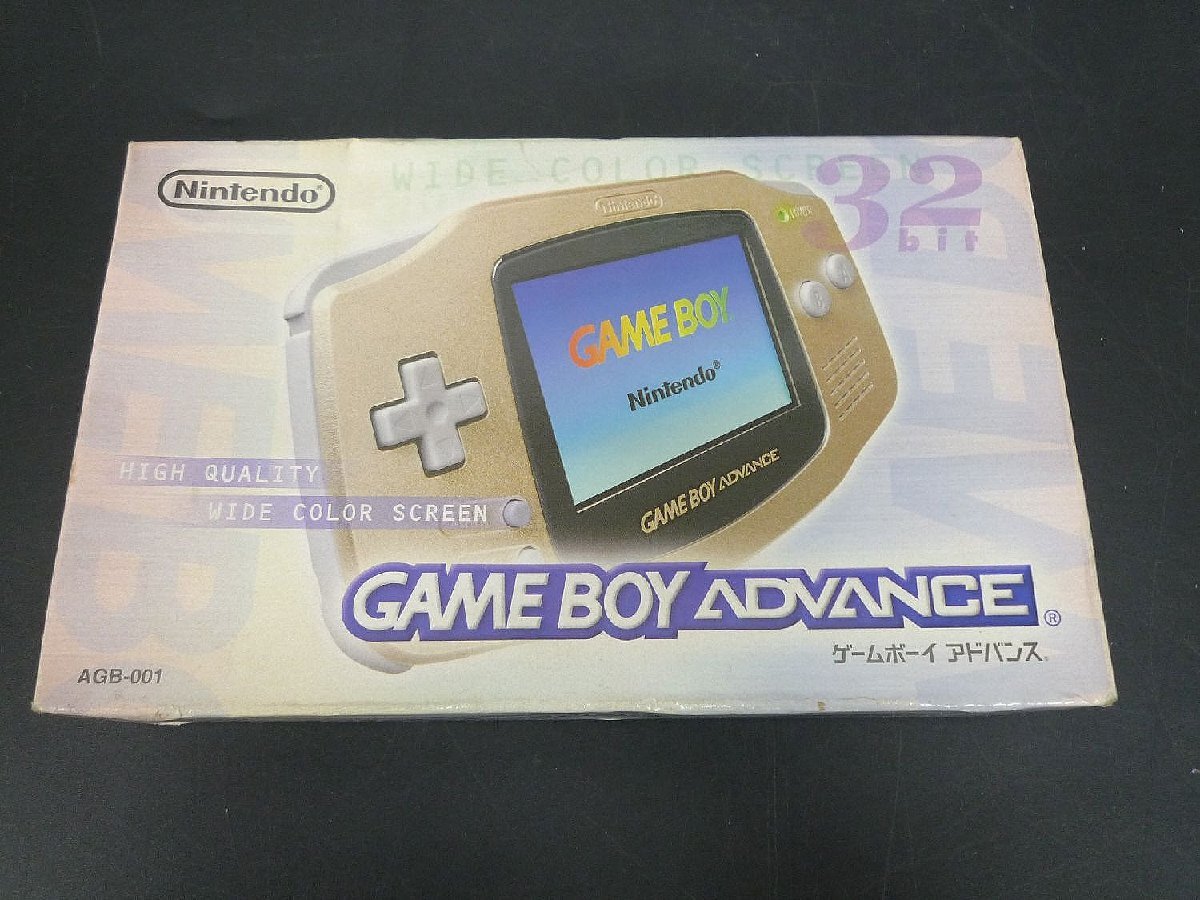 WIDE COLOR SCREEN
Nintendo®
32
bit
Nintendo
POWER
A
B
GAME BOY
Nintendo®
GAME BOY ADVANCE
HIGH QUALITY
WIDE COLOR SCREEN
GAME BOY ADVANCE®
ゲームボーイ アドバンス
AGB-001